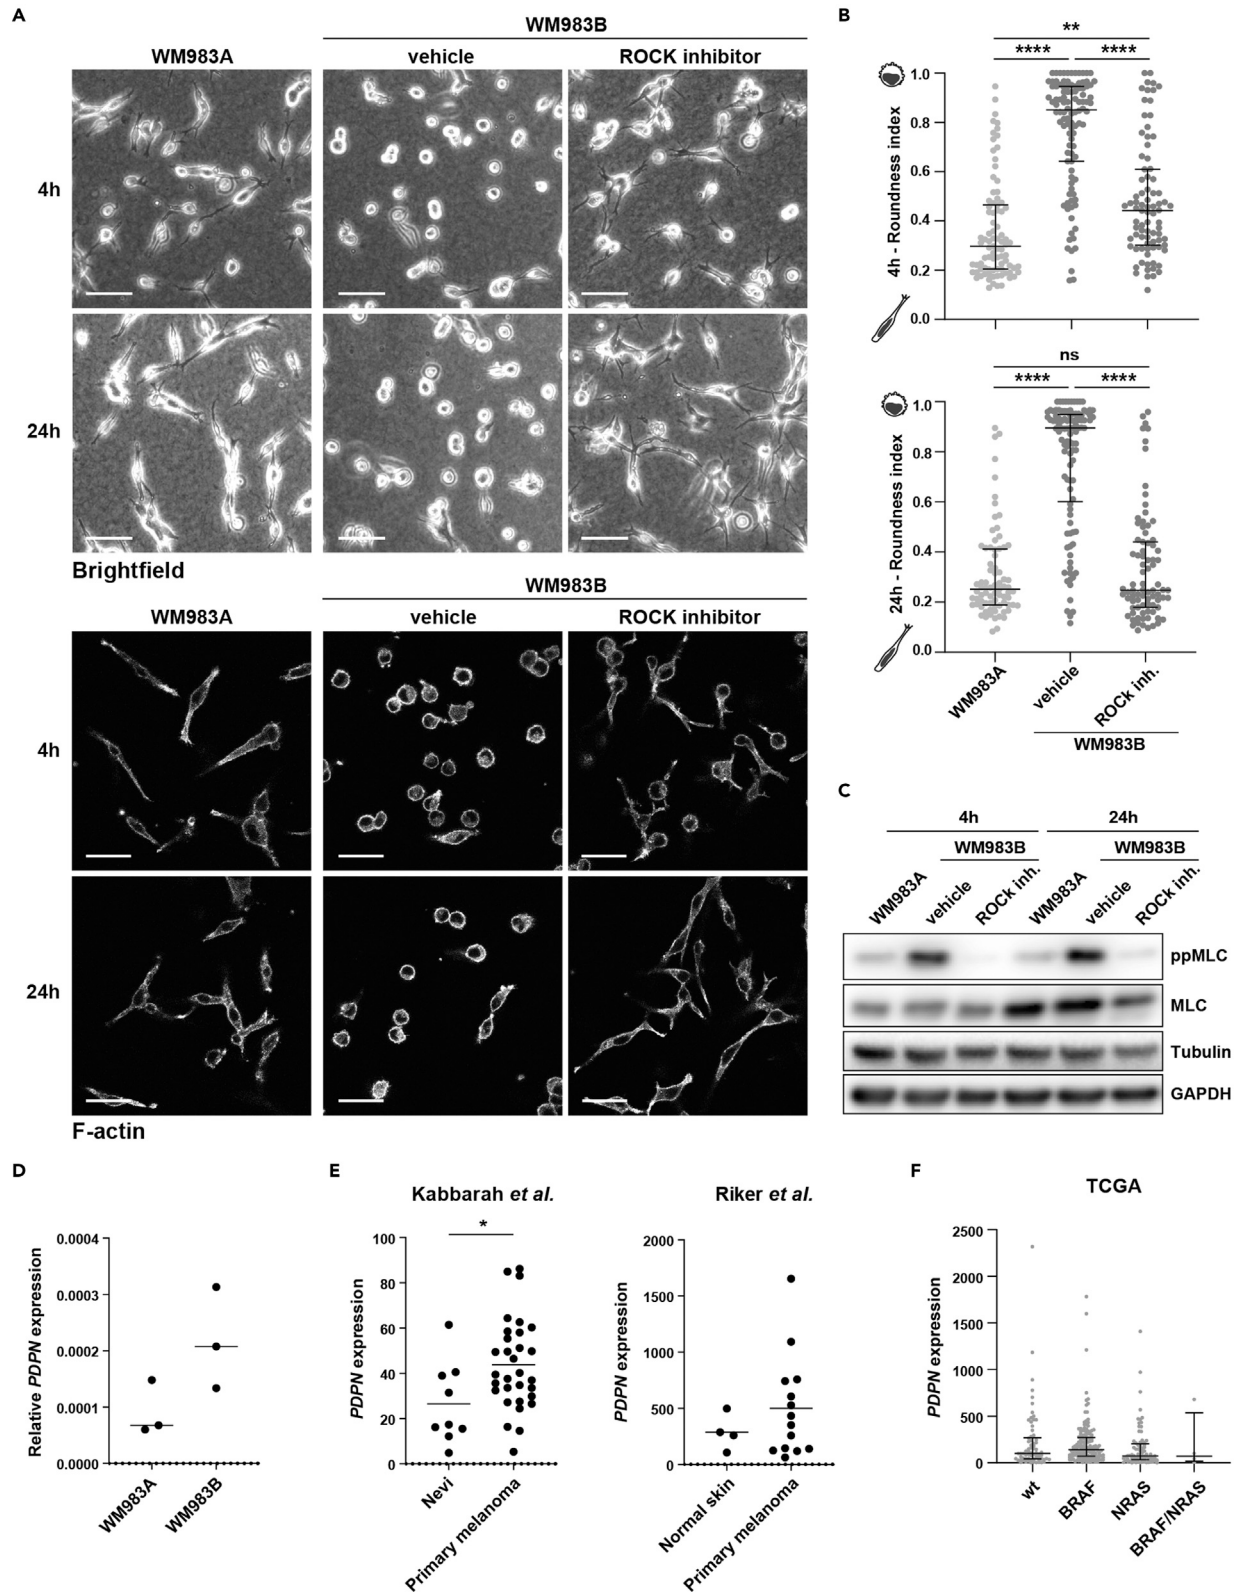 A
WM983B
WM983A
vehicle
ROCK inhibitor
4h
24h
Brightfield
WM983B
WM983A
vehicle
ROCK inhibitor
4h
24h
F-actin
B
**
**** ****
4h - Roundness index
1.0
0.8
0.6
0.4
0.2
0.0
ns
**** ****
24h - Roundness index
1.0
0.8
0.6
0.4
0.2
0.0
WM983A
vehicle
ROCK inh.
WM983B
C
4h 24h
WM983B WM983B
WM983A vehicle ROCK inh. WM983A vehicle ROCK inh.
ppMLC
MLC
Tubulin
GAPDH
D
Relative PDPN expression
0.0004
0.0003
0.0002
0.0001
0.0000
WM983A
WM983B
E
Kabbarah et al.
*
PDPN expression
100
80
60
40
20
0
Nevi
Primary melanoma
Riker et al.
PDPN expression
2000
1500
1000
500
0
Normal skin
Primary melanoma
F
TCGA
PDPN expression
2500
2000
1500
1000
500
0
wt
BRAF
NRAS
BRAF/NRAS